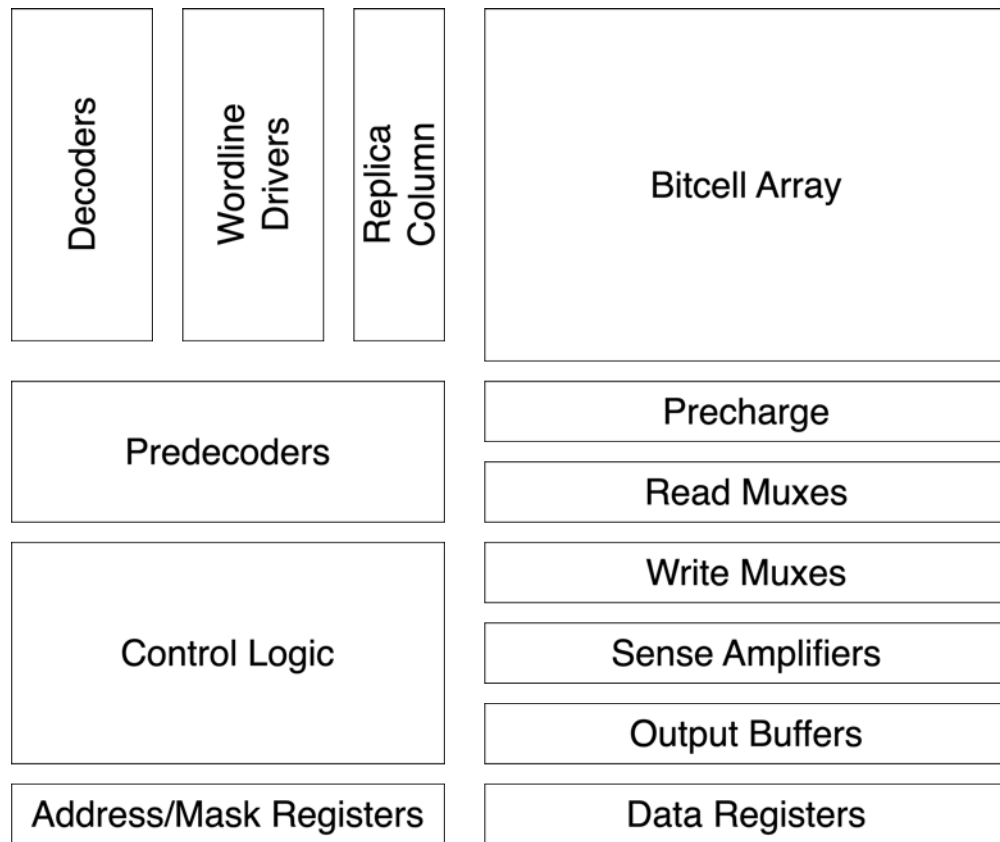 Decoders
Wordline
Drivers
Replica
Column
Bitcell Array
Predecoders
Precharge
Read Muxes
Control Logic
Write Muxes
Sense Amplifiers
Output Buffers
Address/Mask Registers
Data Registers